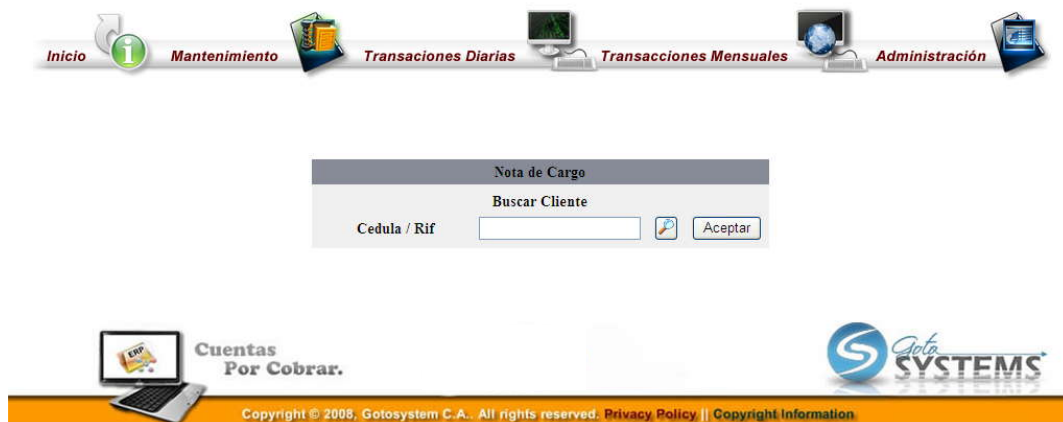 Inicio Mantenimiento Transaciones Diarias Transacciones Mensuales Administración
Nota de Cargo
Buscar Cliente
Cedula / Rif Aceptar
ERP
Cuentas
Por Cobrar.
Goto
SYSTEMS
Copyright © 2008, Gotosystem C.A.. All rights reserved. Privacy Policy || Copyright Information